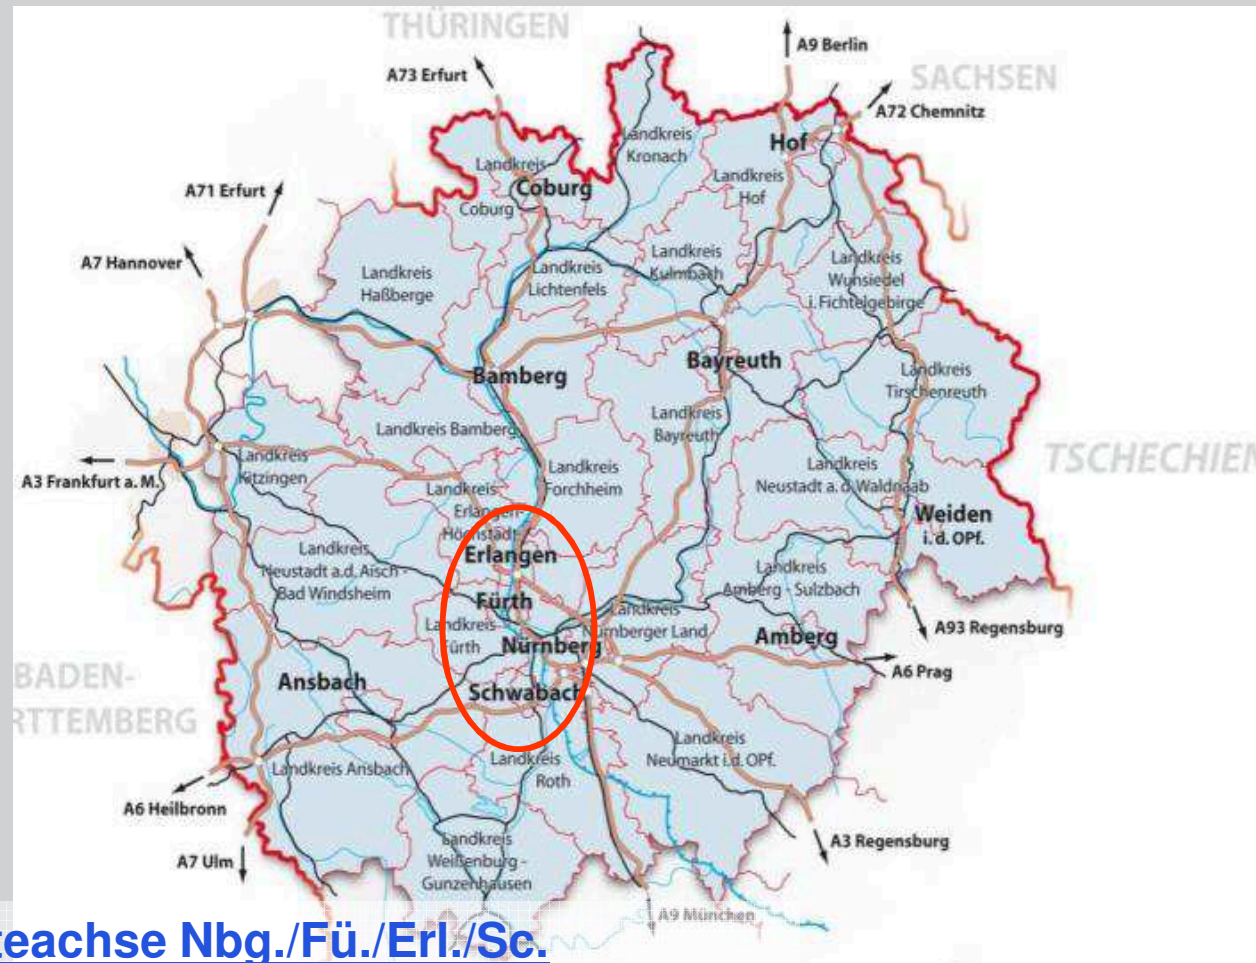 THÜRINGEN
A9 Berlin
A73 Erfurt
SACHSEN
A72 Chemnitz
Landkreis
Kronach
Hof
Landkreis
Coburg
Coburg
Landkreis
Hof
A71 Erfurt
A7 Hannover
Landkreis
Haßberge
Landkreis
Lichtenfels
Landkreis
Kulmbach
Landkreis
Wunsiedel
i. Fichtelgebirge
Bamberg
Bayreuth
Landkreis
Tirschenreuth
Landkreis Bamberg
Landkreis
Bayreuth
TSCHECHIEN
A3 Frankfurt a. M.
Landkreis
Kitzingen
Landkreis
Forchheim
Landkreis
Neustadt a. d. Waldnaab
Landkreis
Erlangen-
Höchstadt
Weiden
i. d. OPf.
Erlangen
Landkreis
Neustadt a.d. Aisch -
Bad Windsheim
Landkreis
Amberg - Sulzbach
Fürth
Landkreis
Fürth
Landkreis
Nürnberger Land
Nürnberg
Amberg
A93 Regensburg
A6 Prag
BADEN-
RTTEMBERG
Ansbach
Schwabach
Landkreis Ansbach
Landkreis
Roth
Landkreis
Neumarkt i.d. OPf.
A6 Heilbronn
A7 Ulm
A3 Regensburg
Landkreis
Weißenburg -
Gunzenhausen
A9 München
teachse Nbg./Fü./Erl./Sc.